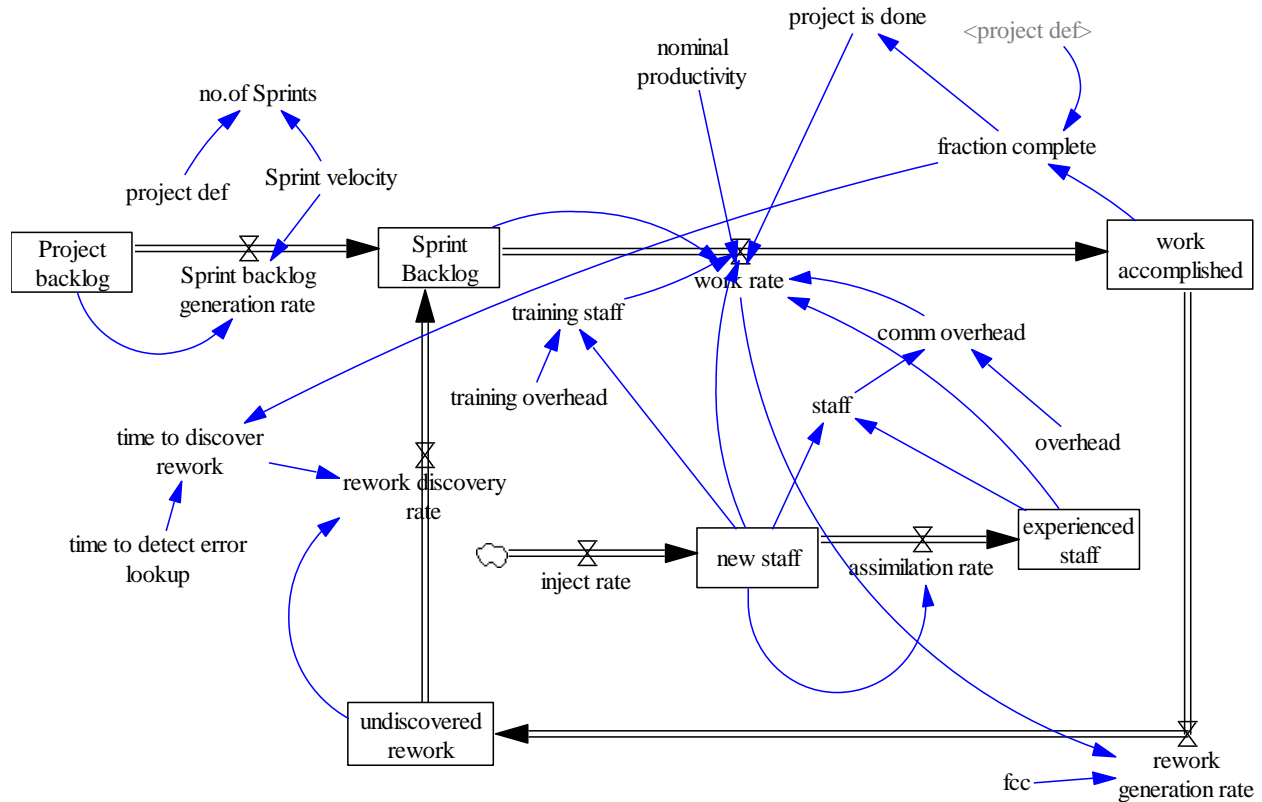 project is done
<project def>
nominal
productivity
no.of Sprints
fraction complete
project def
Sprint velocity
Project
backlog
Sprint backlog
generation rate
Sprint
Backlog
work rate
work
accomplished
training staff
comm overhead
training overhead
staff
overhead
time to discover
rework
rework discovery
rate
time to detect error
lookup
inject rate
new staff
assimilation rate
experienced
staff
undiscovered
rework
fcc
rework
generation rate